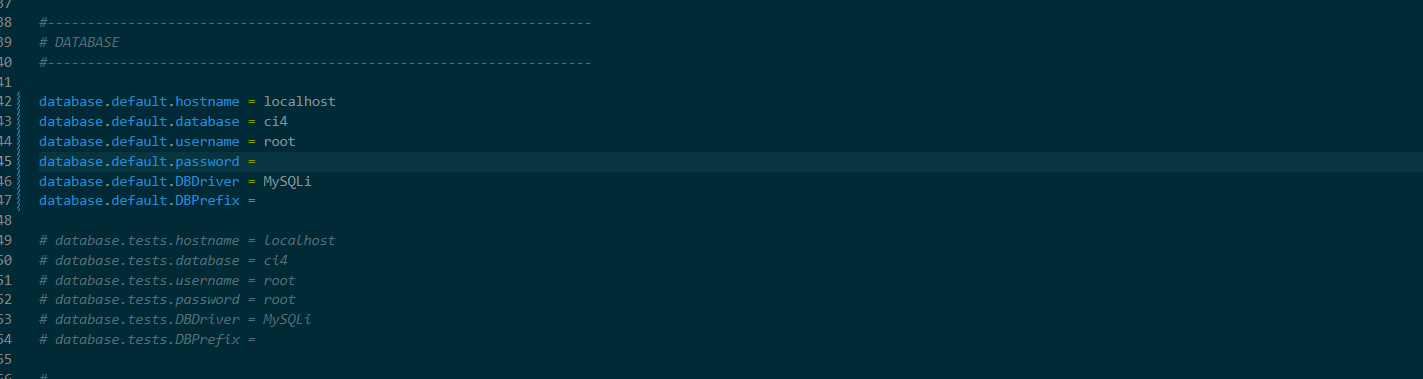 37
38 #--------------------------------------------------------------------
39 # DATABASE
40 #--------------------------------------------------------------------
41
42 database.default.hostname = localhost
43 database.default.database = ci4
44 database.default.username = root
45 database.default.password =
46 database.default.DBDriver = MySQLi
47 database.default.DBPrefix =
48
49 # database.tests.hostname = localhost
50 # database.tests.database = ci4
51 # database.tests.username = root
52 # database.tests.password = root
53 # database.tests.DBDriver = MySQLi
54 # database.tests.DBPrefix =
55
56 #